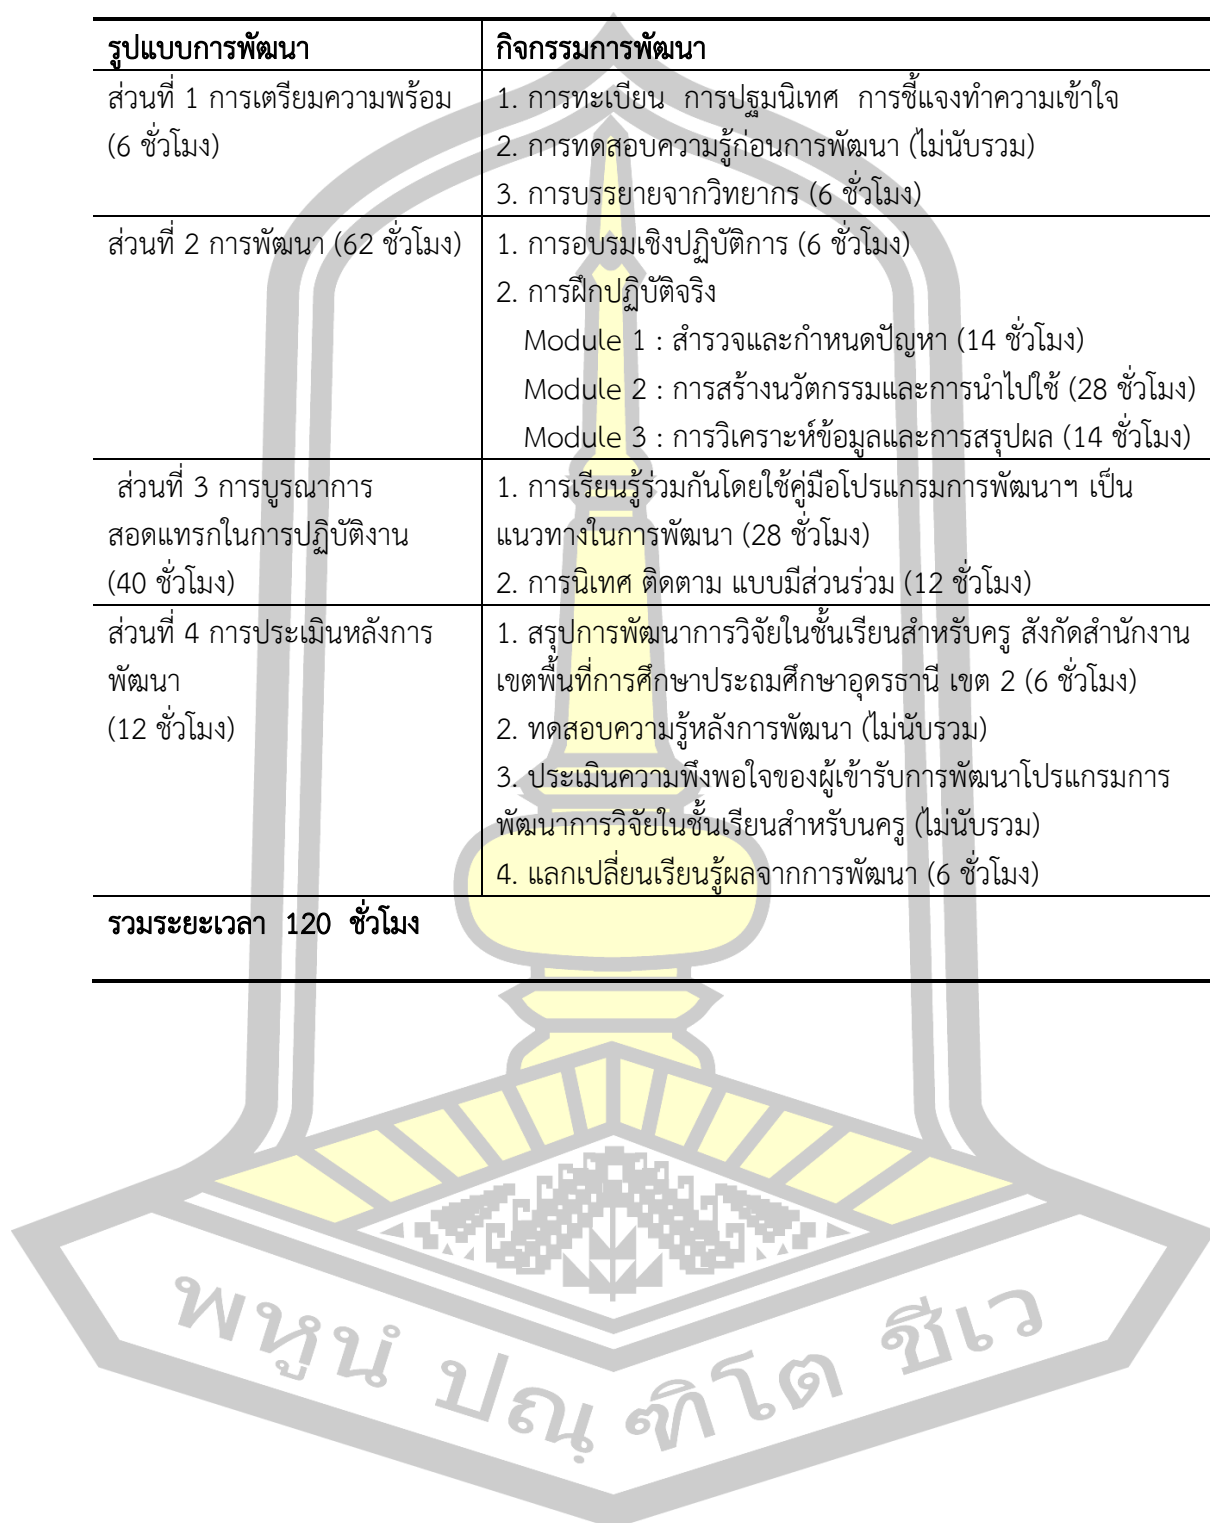 รูปแบบการพัฒนา กิจกรรมการพัฒนา
ส่วนที่ 1 การเตรียมความพร้อม
(6 ชั่วโมง)
1. การทะเบียน การปฐมนิเทศ การชี้แจงทำความเข้าใจ
2. การทดสอบความรู้ก่อนการพัฒนา (ไม่นับรวม)
3. การบรรยายจากวิทยากร (6 ชั่วโมง)
ส่วนที่ 2 การพัฒนา (62 ชั่วโมง)
1. การอบรมเชิงปฏิบัติการ (6 ชั่วโมง)
2. การฝึกปฏิบัติจริง
Module 1 : สำรวจและกำหนดปัญหา (14 ชั่วโมง)
Module 2 : การสร้างนวัตกรรมและการนำไปใช้ (28 ชั่วโมง)
Module 3 : การวิเคราะห์ข้อมูลและการสรุปผล (14 ชั่วโมง)
ส่วนที่ 3 การบูรณาการ
สอดแทรกในการปฏิบัติงาน
(40 ชั่วโมง)
1. การเรียนรู้ร่วมกันโดยใช้คู่มือโปรแกรมการพัฒนาฯ เป็น
แนวทางในการพัฒนา (28 ชั่วโมง)
2. การนิเทศ ติดตาม แบบมีส่วนร่วม (12 ชั่วโมง)
ส่วนที่ 4 การประเมินหลังการ
พัฒนา
(12 ชั่วโมง)
1. สรุปการพัฒนาการวิจัยในชั้นเรียนสำหรับครู สังกัดสำนักงาน
เขตพื้นที่การศึกษาประถมศึกษาอุดรธานี เขต 2 (6 ชั่วโมง)
2. ทดสอบความรู้หลังการพัฒนา (ไม่นับรวม)
3. ประเมินความพึงพอใจของผู้เข้ารับการพัฒนาโปรแกรมการ
พัฒนาการวิจัยในชั้นเรียนสำหรับนครู (ไม่นับรวม)
4. แลกเปลี่ยนเรียนรู้ผลจากการพัฒนา (6 ชั่วโมง)
รวมระยะเวลา 120 ชั่วโมง
พหูนํ ปณฺฑิโต ชีเว